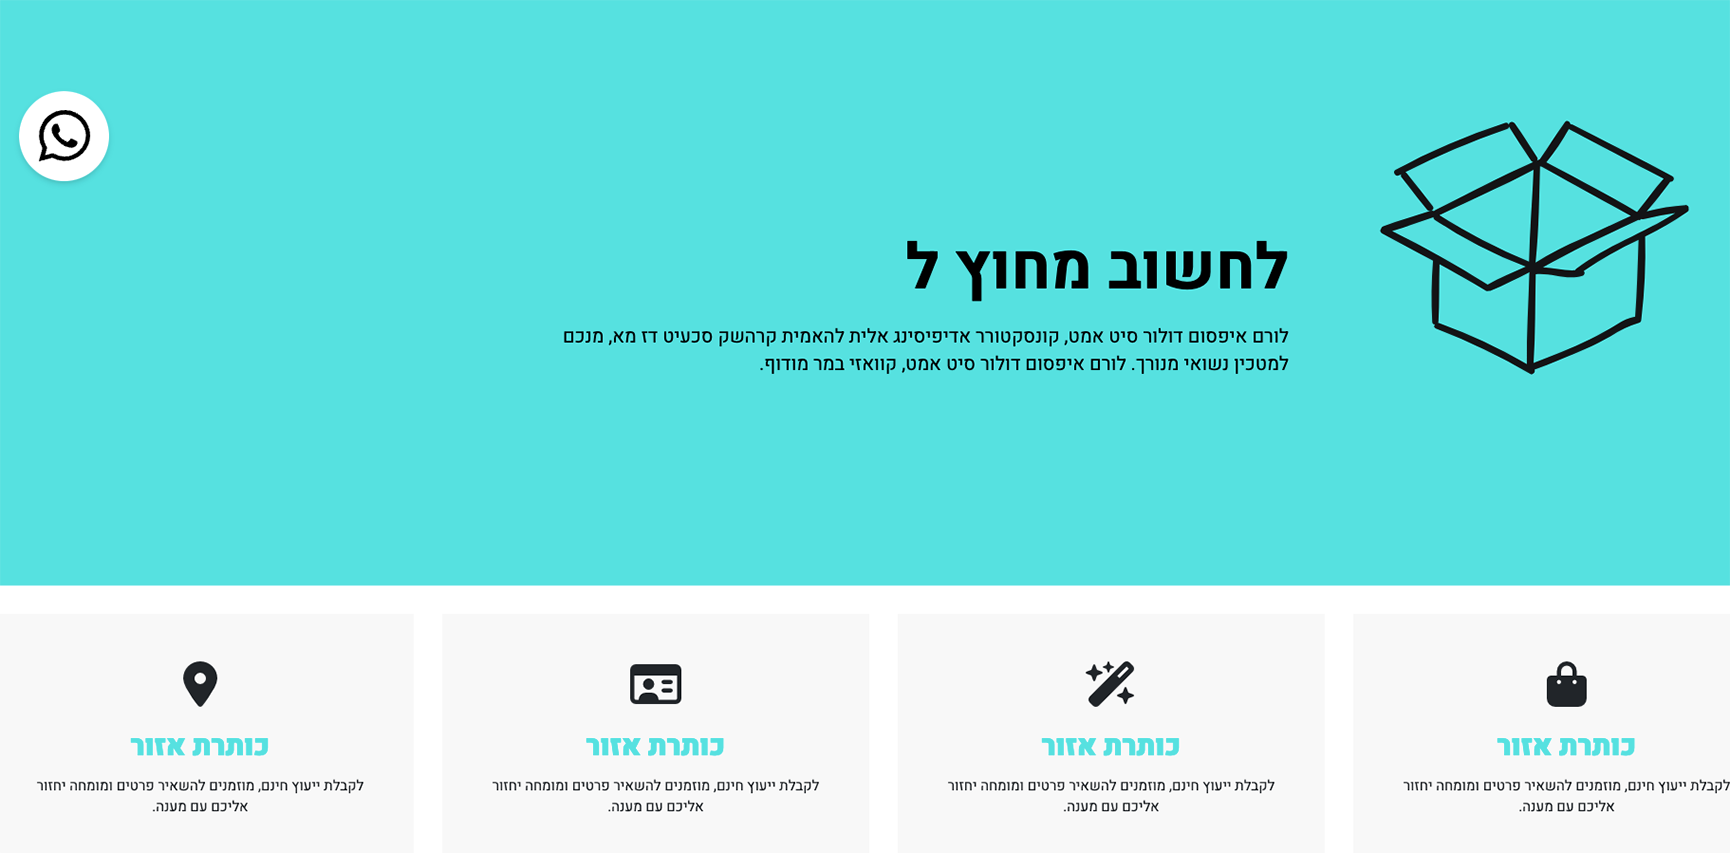 לחשוב מחוץ ל
לורם איפסום דולור סיט אמט, קונסקטורר אדיפיסינג אלית להאמית קרהשק סכעיט דז מא, מנכם
למטכין נשואי מנורך. לורם איפסום דולור סיט אמט, קוואזי במר מודוף.
כותרת אזור
לקבלת ייעוץ חינם, מוזמנים להשאיר פרטים ומומחה יחזור
אליכם עם מענה.
כותרת אזור
לקבלת ייעוץ חינם, מוזמנים להשאיר פרטים ומומחה יחזור
אליכם עם מענה.
כותרת אזור
לקבלת ייעוץ חינם, מוזמנים להשאיר פרטים ומומחה יחזור
אליכם עם מענה.
כותרת אזור
לקבלת ייעוץ חינם, מוזמנים להשאיר פרטים ומומחה יחזור
אליכם עם מענה.